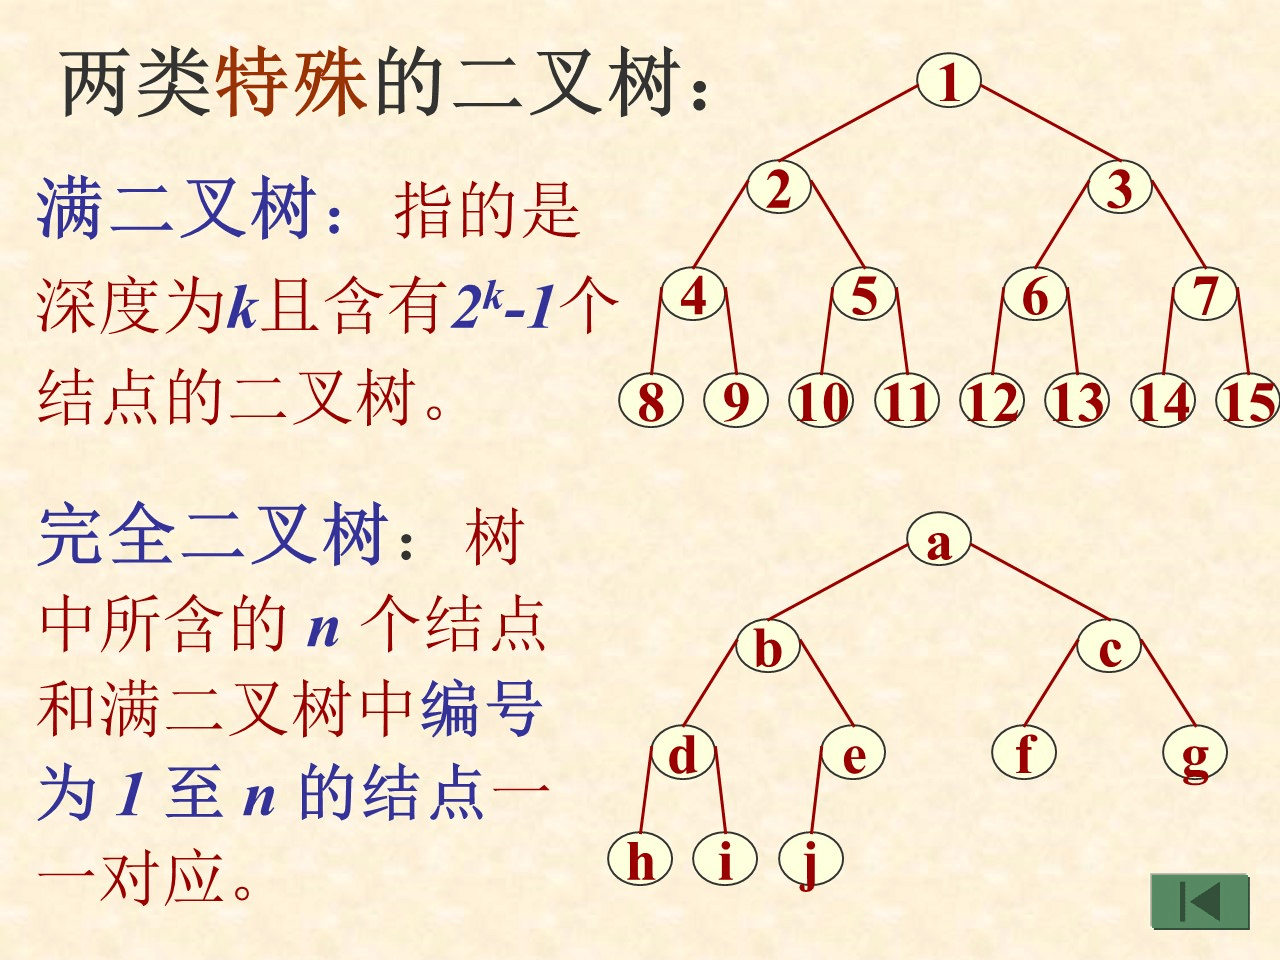 两类特殊的二叉树：
满二叉树：指的是
深度为k且含有2ᵏ-1个
结点的二叉树。
1
2 3
4 5 6 7
8 9 10 11 12 13 14 15
完全二叉树：树
中所含的 n 个结点
和满二叉树中编号
为 1 至 n 的结点一
一对应。
a
b c
d e f g
h i j